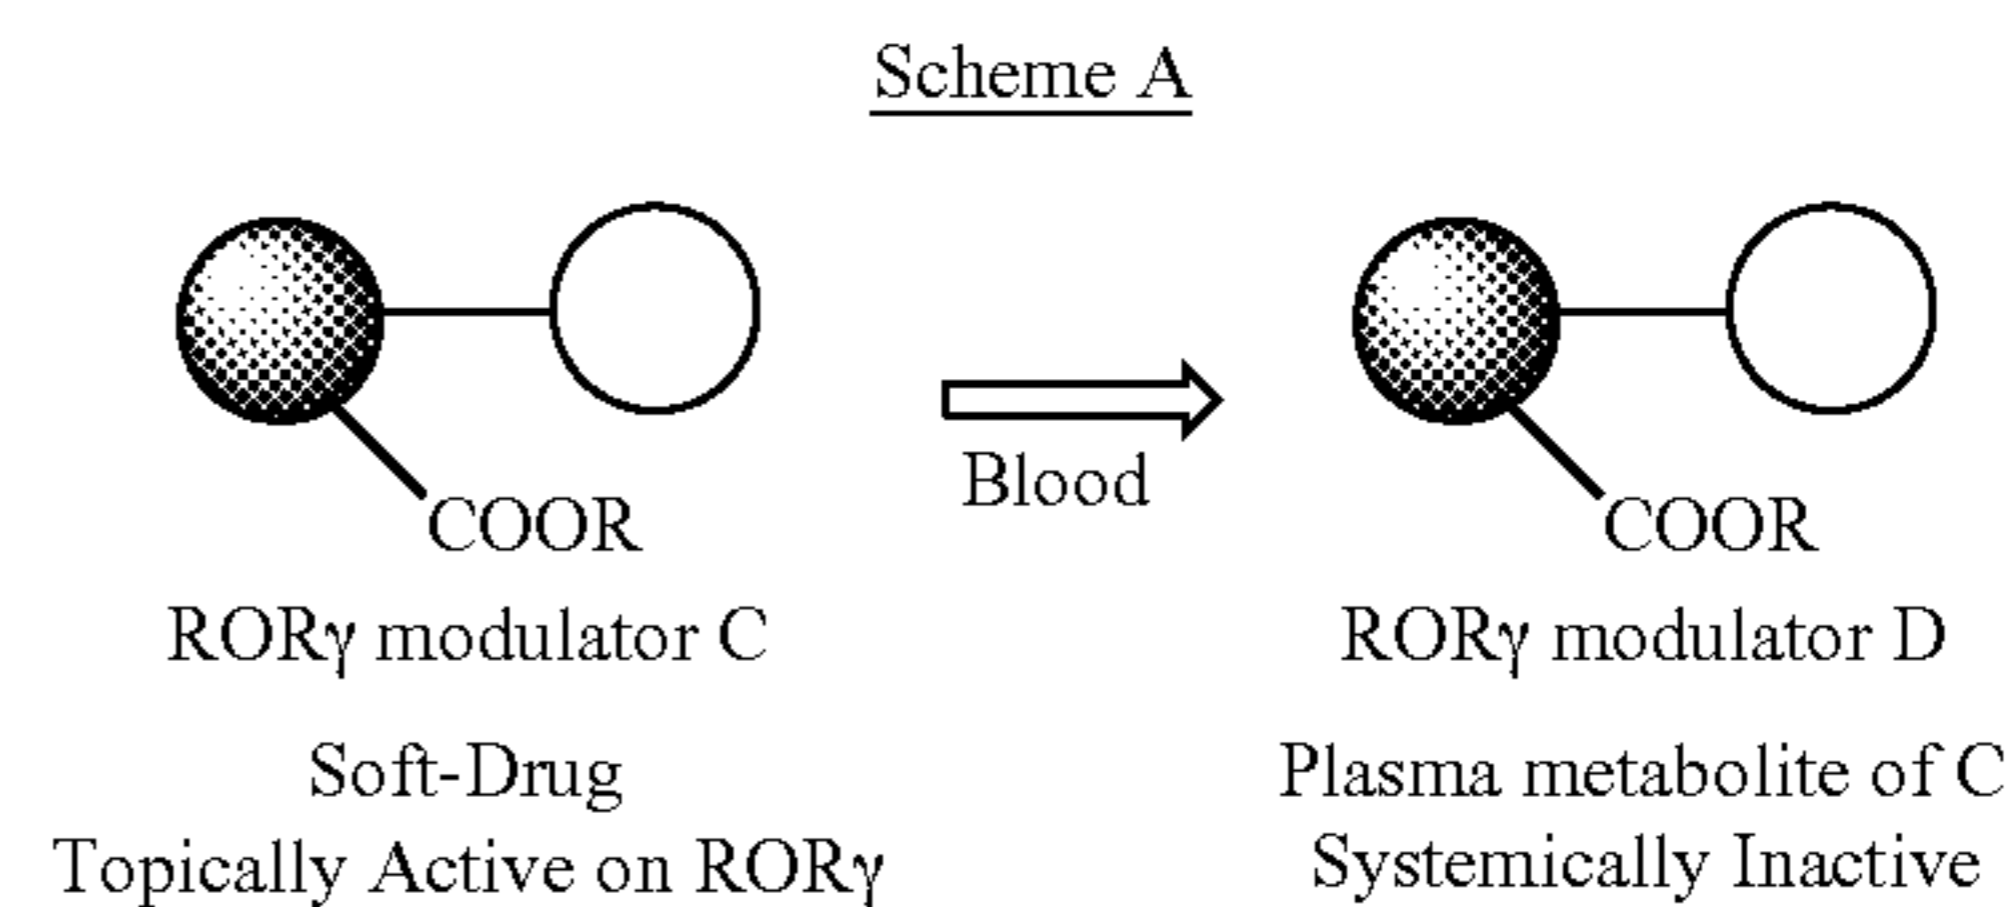 Scheme A
COOR
COOR
Blood
RORγ modulator C
RORγ modulator D
Soft-Drug
Topically Active on RORγ
Plasma metabolite of C
Systemically Inactive